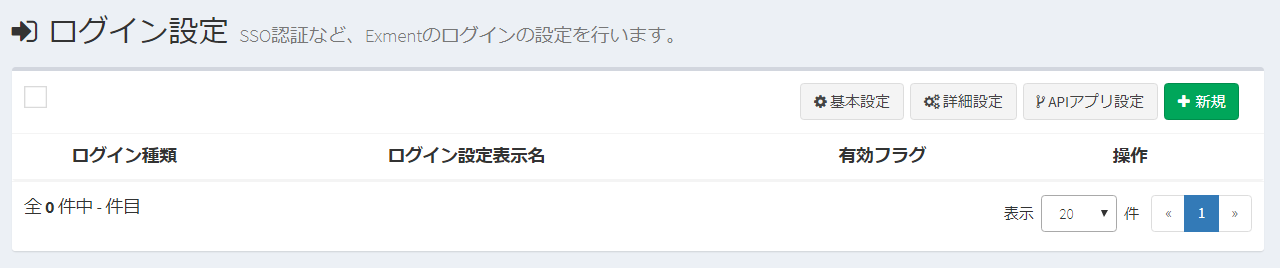 ログイン設定 SSO認証など、Exmentのログインの設定を行います。
基本設定 詳細設定 APIアプリ設定 新規
ログイン種類 ログイン設定表示名 有効フラグ 操作
全 0 件中 - 件目 表示 20 件 « 1 »